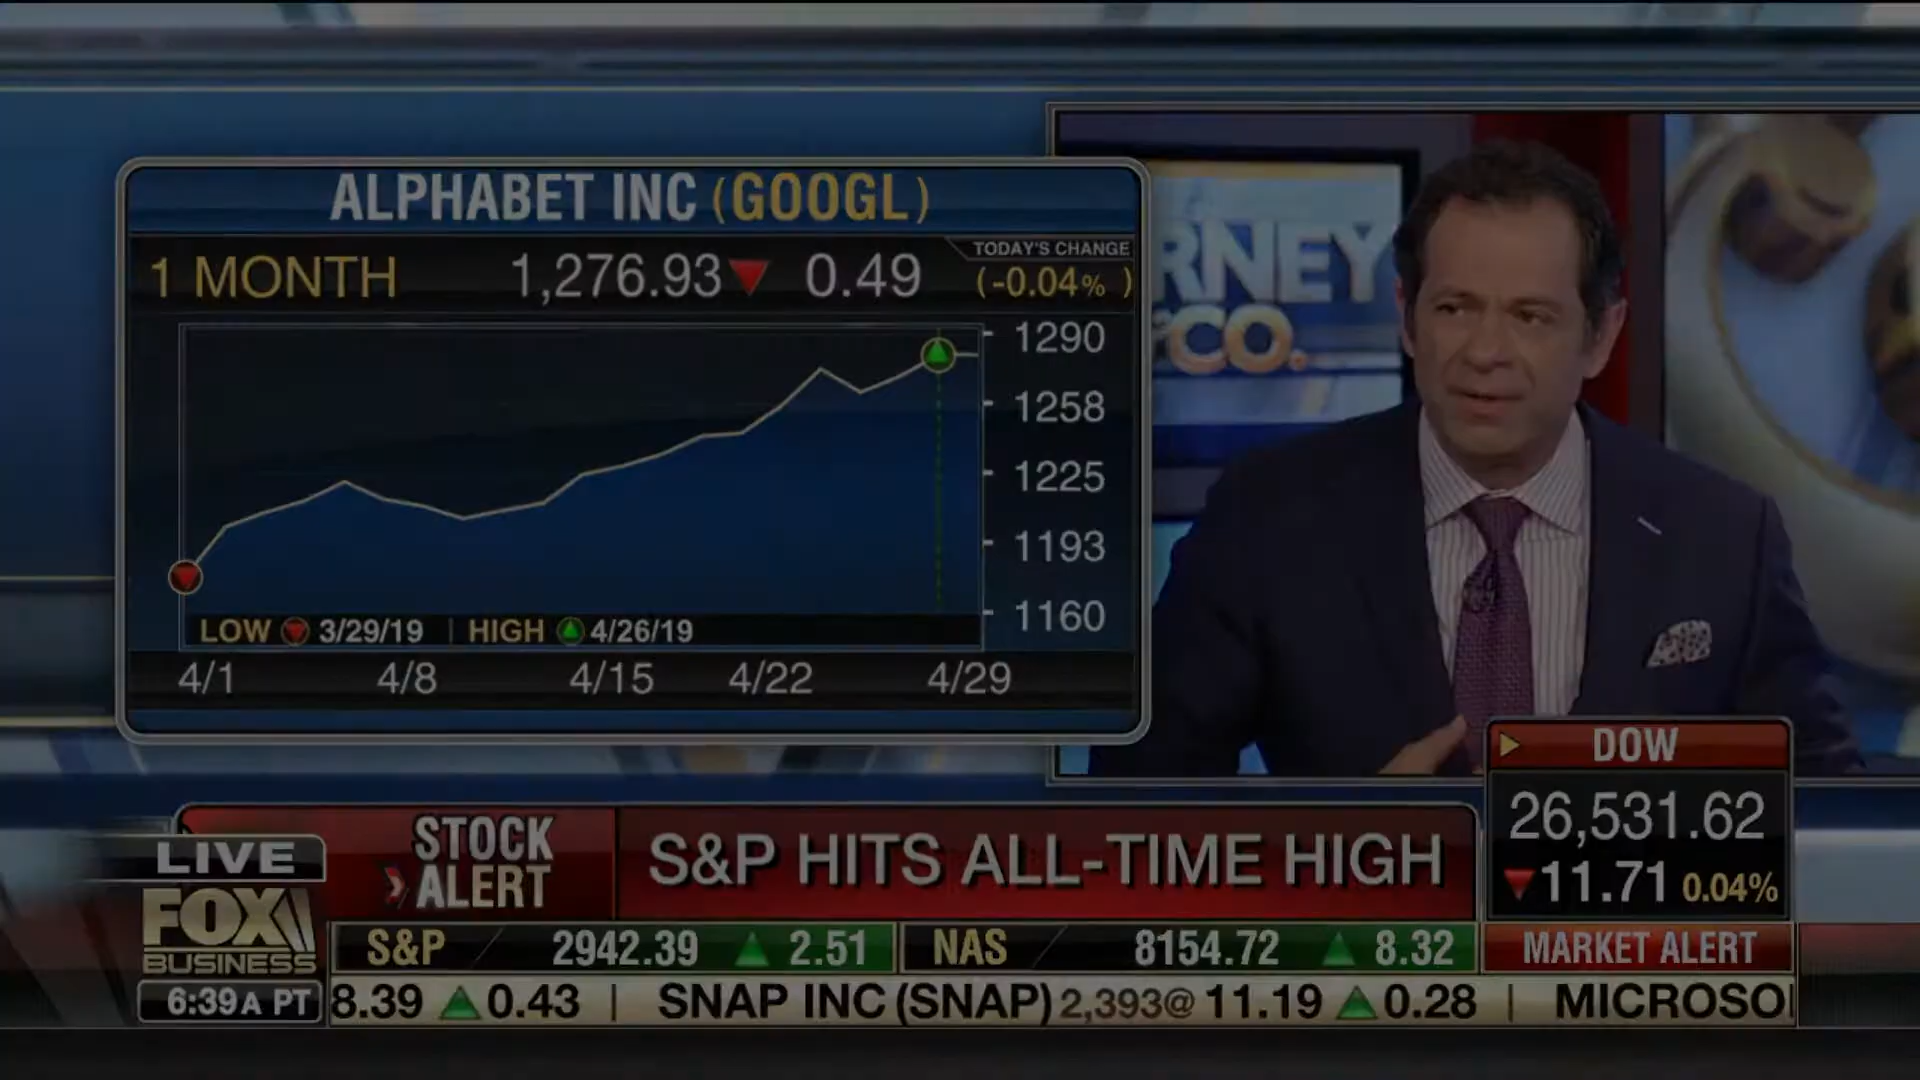 ALPHABET INC (GOOGL)
1 MONTH 1,276.93 0.49 TODAY'S CHANGE (-0.04%)
1290
1258
1225
1193
1160
LOW 3/29/19 | HIGH 4/26/19
4/1 4/8 4/15 4/22 4/29
RNEY
CO.
DOW
26,531.62
11.71 0.04%
MARKET ALERT
STOCK ALERT
S&P HITS ALL-TIME HIGH
LIVE
FOX
BUSINESS
6:39A PT
S&P 2942.39 2.51 NAS 8154.72 8.32
8.39 0.43 | SNAP INC (SNAP) 2,393@ 11.19 0.28 | MICROSO